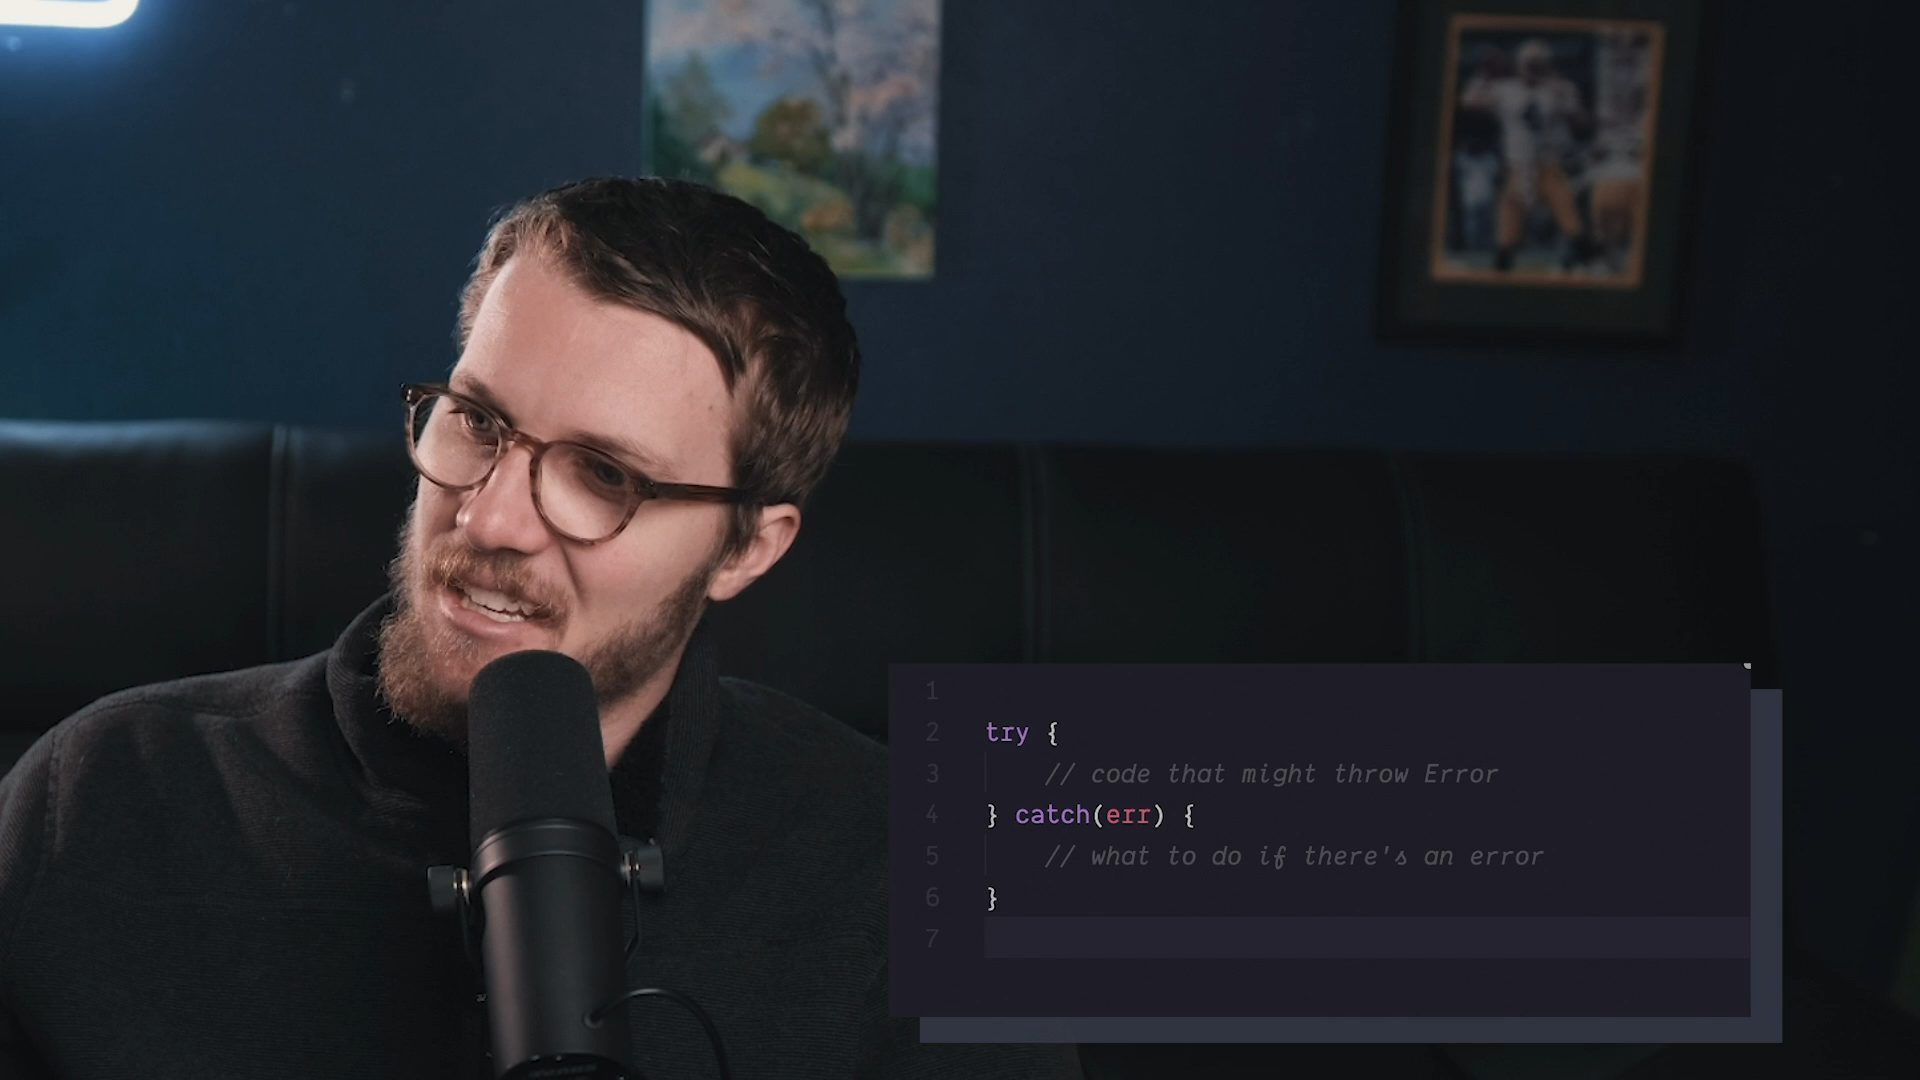 1
2 try {
3 // code that might throw Error
4 } catch(err) {
5 // what to do if there's an error
6 }
7